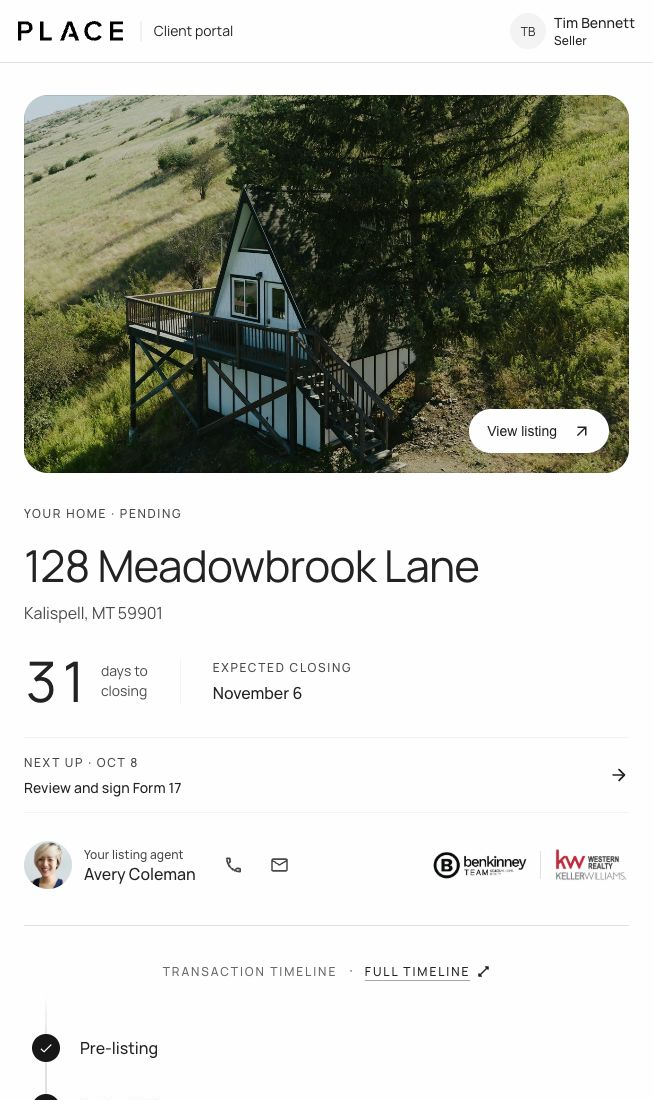 PLACE
Client portal
TB
Tim Bennett
Seller
View listing
YOUR HOME · PENDING
128 Meadowbrook Lane
Kalispell, MT 59901
31
days to
closing
EXPECTED CLOSING
November 6
NEXT UP · OCT 8
Review and sign Form 17
Your listing agent
Avery Coleman
B benkinney
TEAM
kw WESTERN
REALTY
KELLERWILLIAMS.
TRANSACTION TIMELINE · FULL TIMELINE
Pre-listing